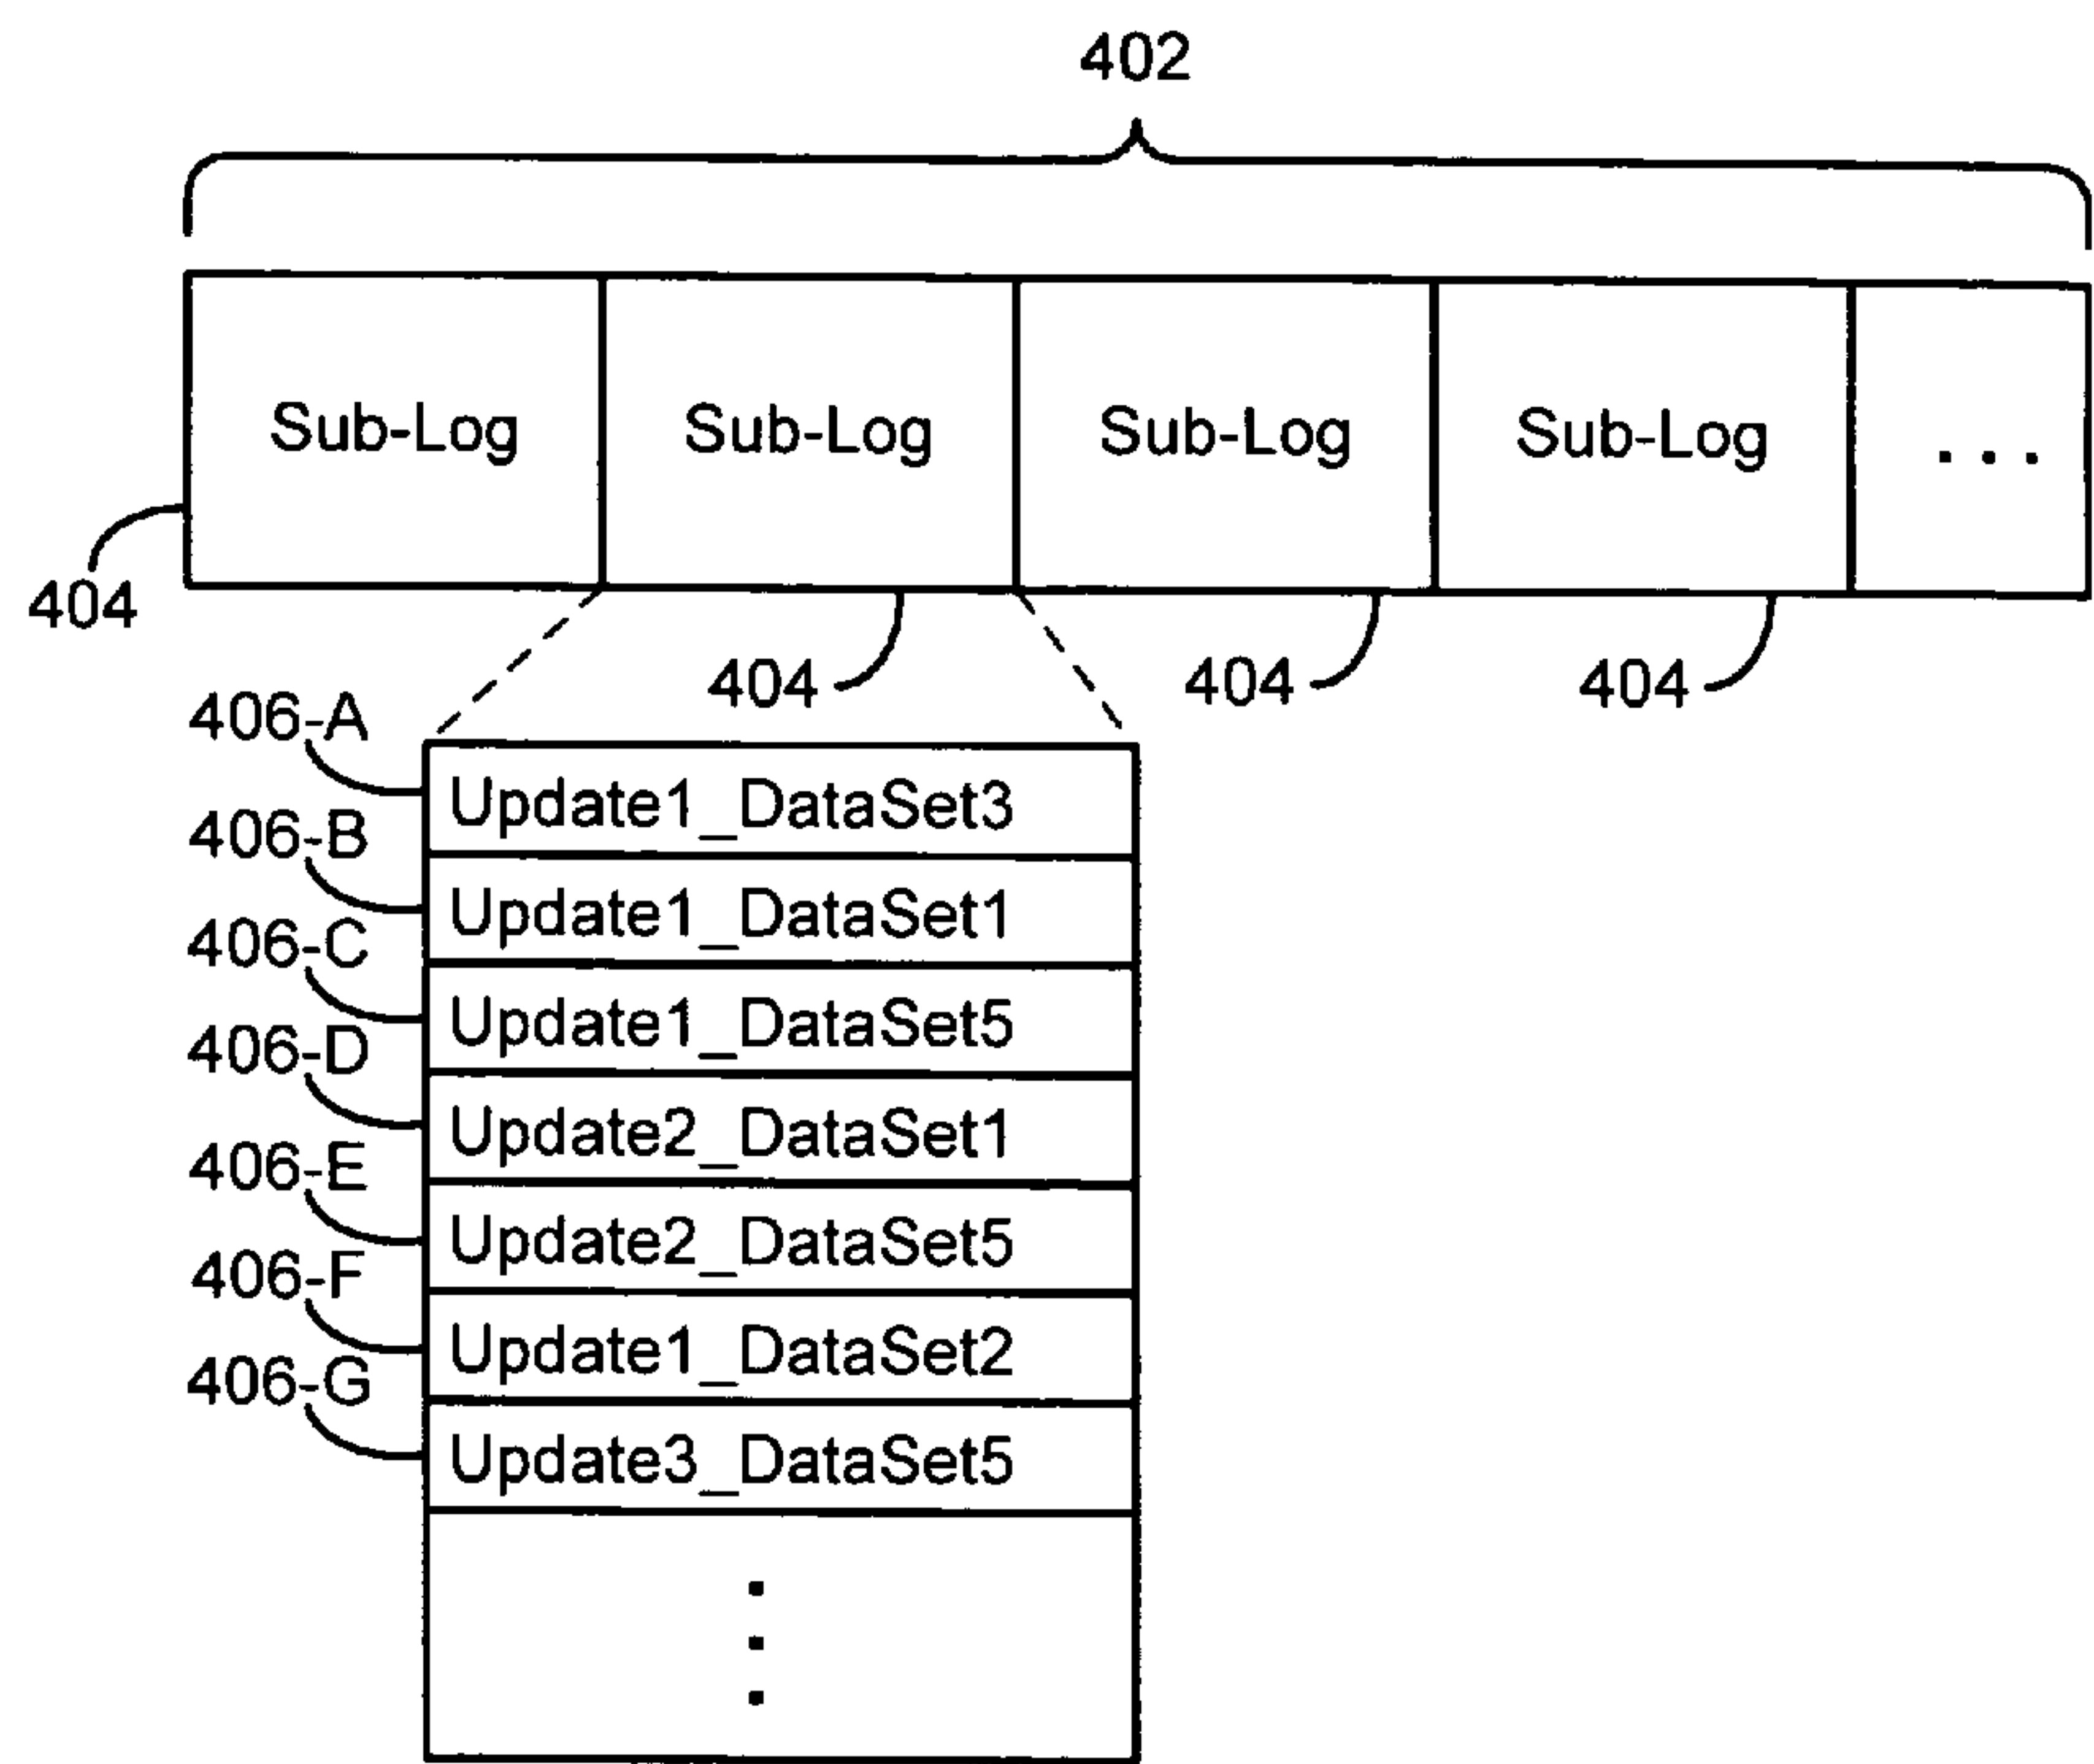 402
Sub-Log Sub-Log Sub-Log Sub-Log . . .
404
404 404 404
406-A
Update1_DataSet3
406-B
Update1_DataSet1
406-C
Update1_DataSet5
406-D
Update2_DataSet1
406-E
Update2_DataSet5
406-F
Update1_DataSet2
406-G
Update3_DataSet5